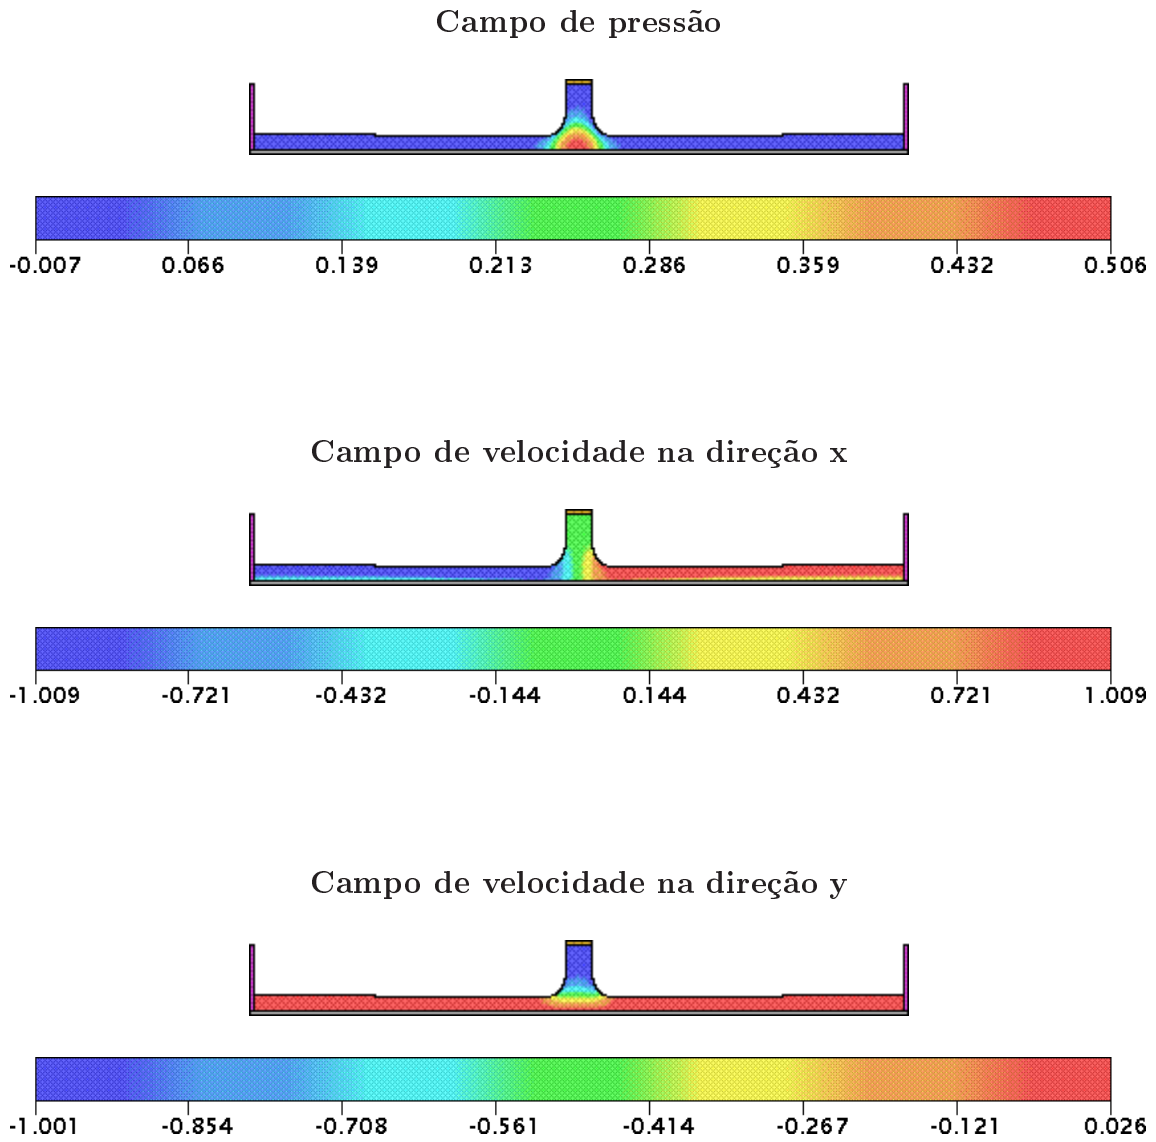 Campo de pressão
-0.007 0.066 0.139 0.213 0.286 0.359 0.432 0.506
Campo de velocidade na direção x
-1.009 -0.721 -0.432 -0.144 0.144 0.432 0.721 1.009
Campo de velocidade na direção y
-1.001 -0.854 -0.708 -0.561 -0.414 -0.267 -0.121 0.026